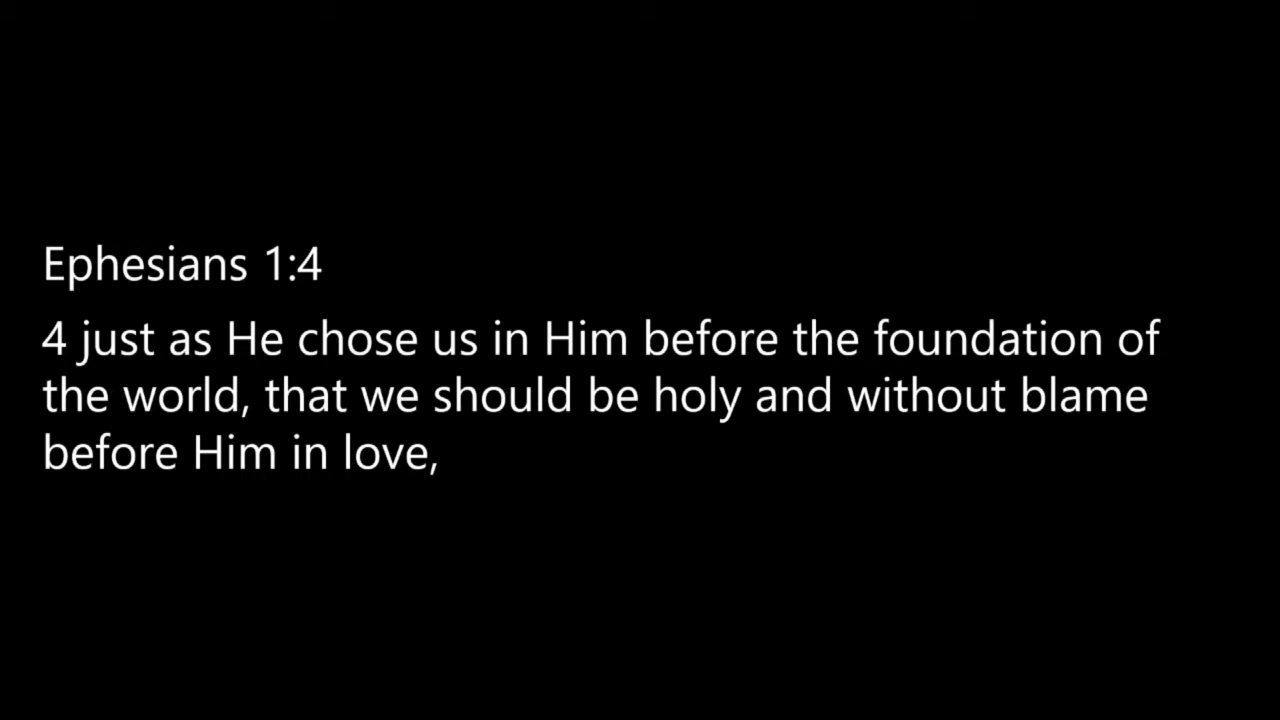 Ephesians 1:4
4 just as He chose us in Him before the foundation of
the world, that we should be holy and without blame
before Him in love,